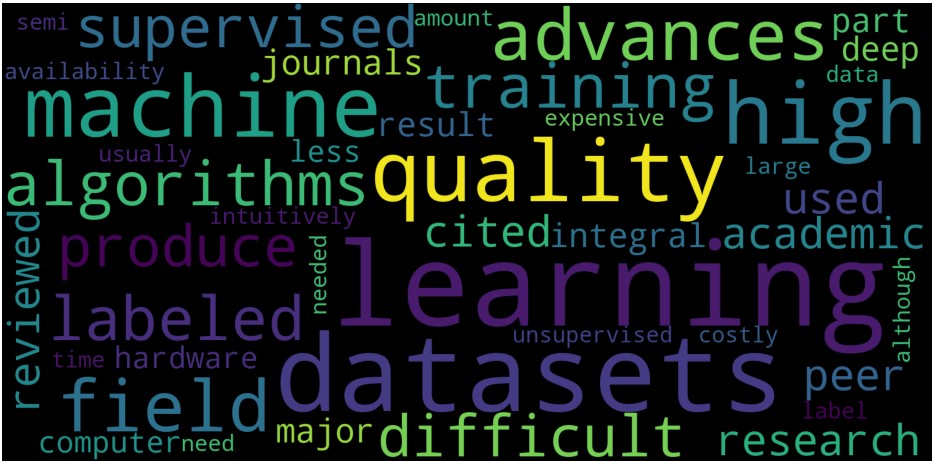 semi supervised amount advances part
availability journals deep
machine training data high
result expensive
usually less quality large
algorithms used
intuitively cited integral academic
reviewed produce needed learning although
labeled unsupervised costly
time hardware datasets peer
field label
computer need major difficult research